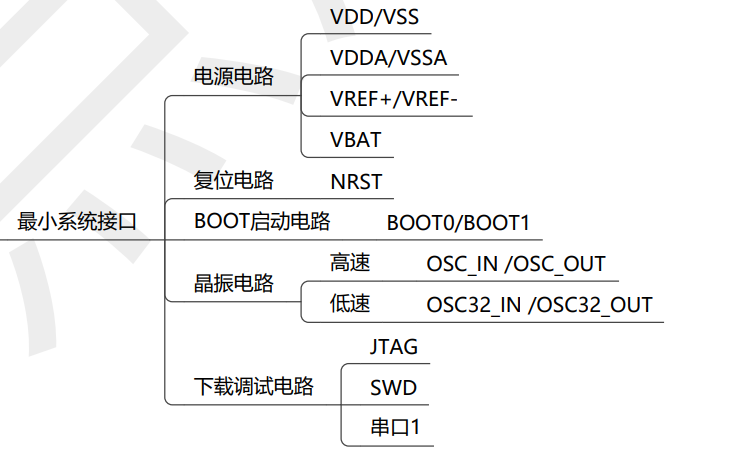 VDD/VSS
VDDA/VSSA
电源电路
VREF+/VREF-
VBAT
复位电路 NRST
最小系统接口 BOOT启动电路 BOOT0/BOOT1
高速 OSC_IN /OSC_OUT
晶振电路
低速 OSC32_IN /OSC32_OUT
JTAG
下载调试电路 SWD
串口1